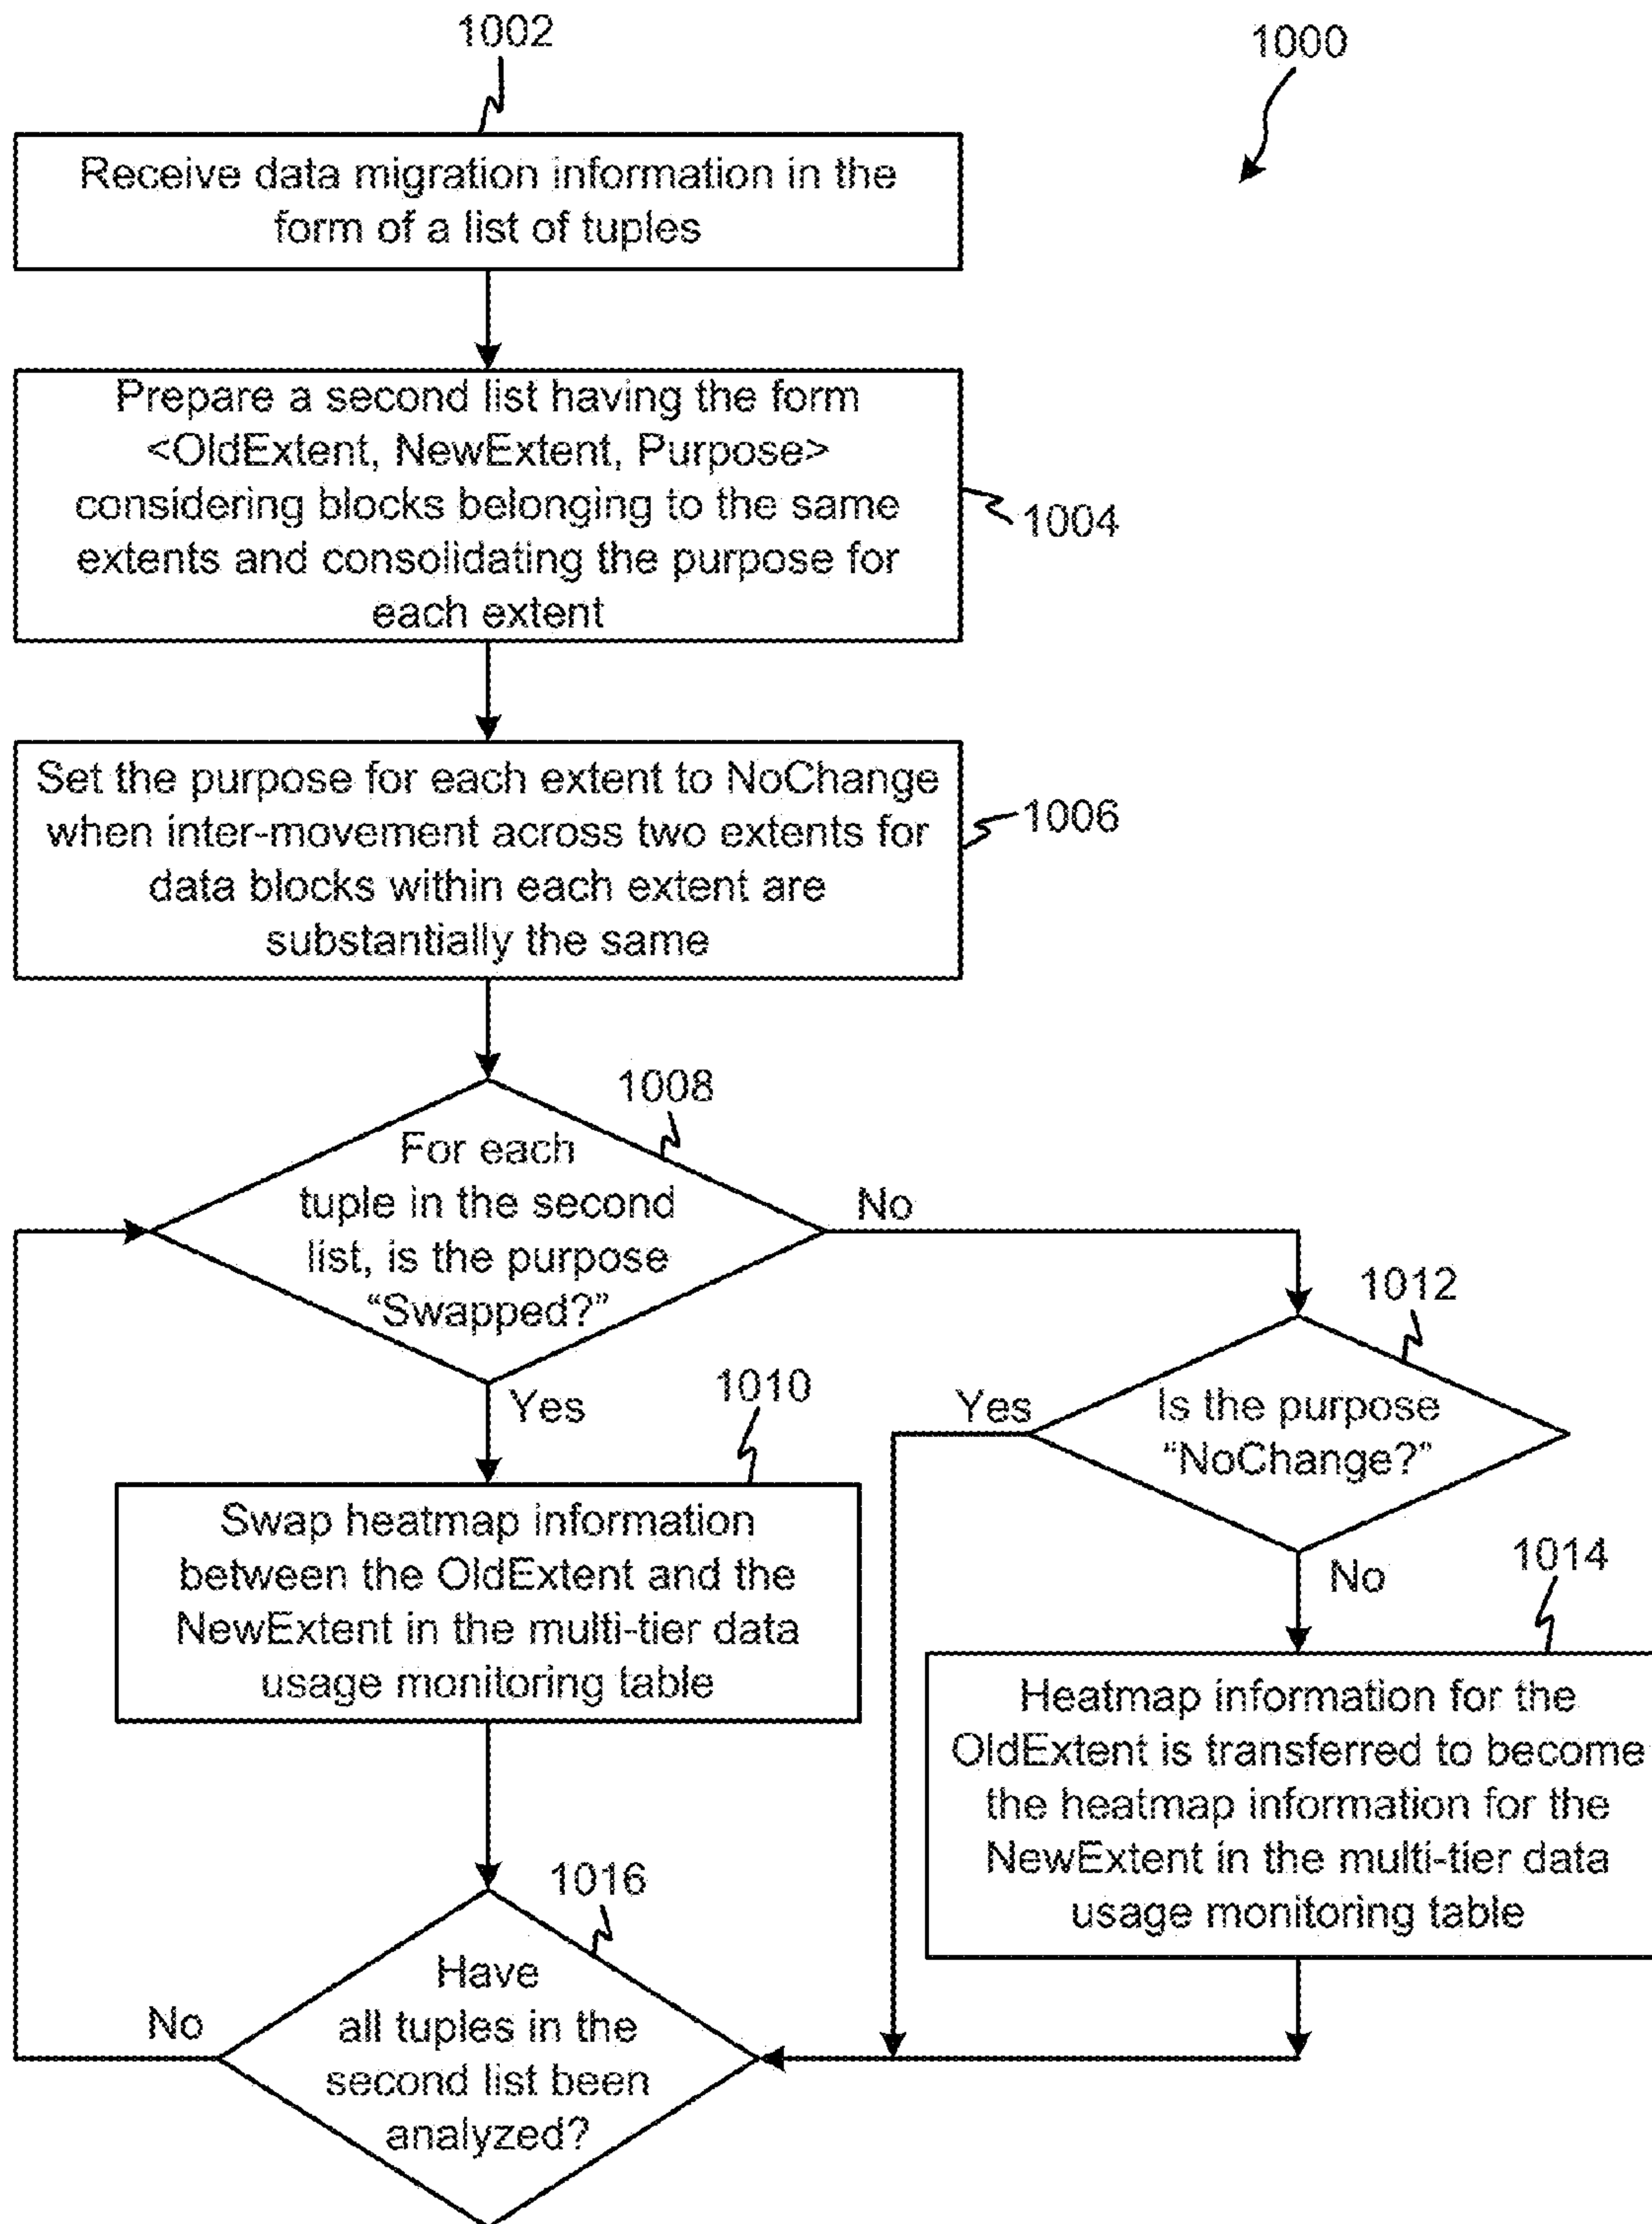 1002
1000
Receive data migration information in the
form of a list of tuples
Prepare a second list having the form
<OldExtent, NewExtent, Purpose>
considering blocks belonging to the same
extents and consolidating the purpose for
each extent
1004
Set the purpose for each extent to NoChange
when inter-movement across two extents for
data blocks within each extent are
substantially the same
1006
1008
For each
tuple in the second
list, is the purpose
“Swapped?”
No
Yes
1012
Is the purpose
“NoChange?”
Yes
No
1010
Swap heatmap information
between the OldExtent and the
NewExtent in the multi-tier data
usage monitoring table
1014
Heatmap information for the
OldExtent is transferred to become
the heatmap information for the
NewExtent in the multi-tier data
usage monitoring table
1016
Have
all tuples in the
second list been
analyzed?
No